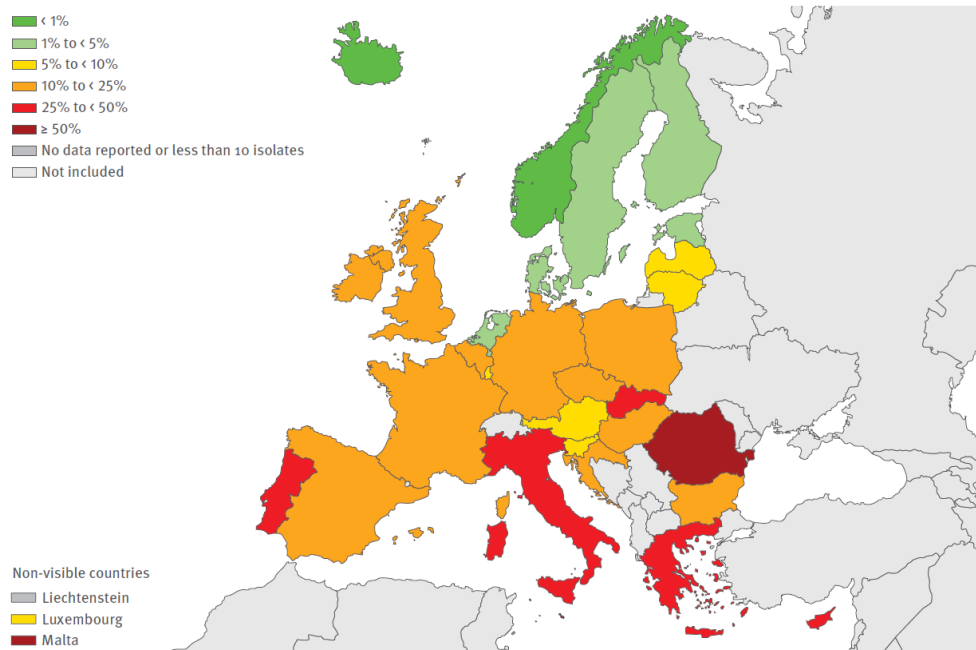 < 1%
1% to < 5%
5% to < 10%
10% to < 25%
25% to < 50%
≥ 50%
No data reported or less than 10 isolates
Not included
Non-visible countries
Liechtenstein
Luxembourg
Malta